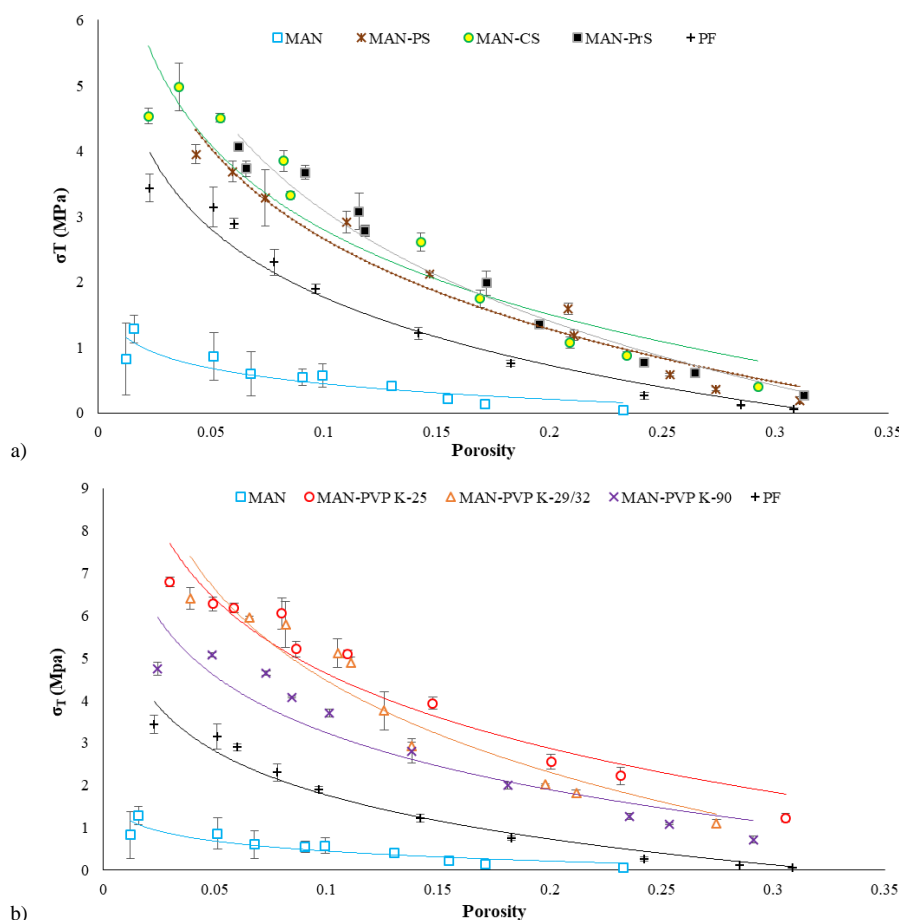 MAN MAN-PS MAN-CS MAN-PrS PF
6
5
4
3
2
1
0
σT (MPa)
0 0.05 0.1 0.15 0.2 0.25 0.3 0.35
a)
Porosity
MAN MAN-PVP K-25 MAN-PVP K-29/32 MAN-PVP K-90 PF
9
8
7
6
5
4
3
2
1
0
σT (Mpa)
0 0.05 0.1 0.15 0.2 0.25 0.3 0.35
b)
Porosity